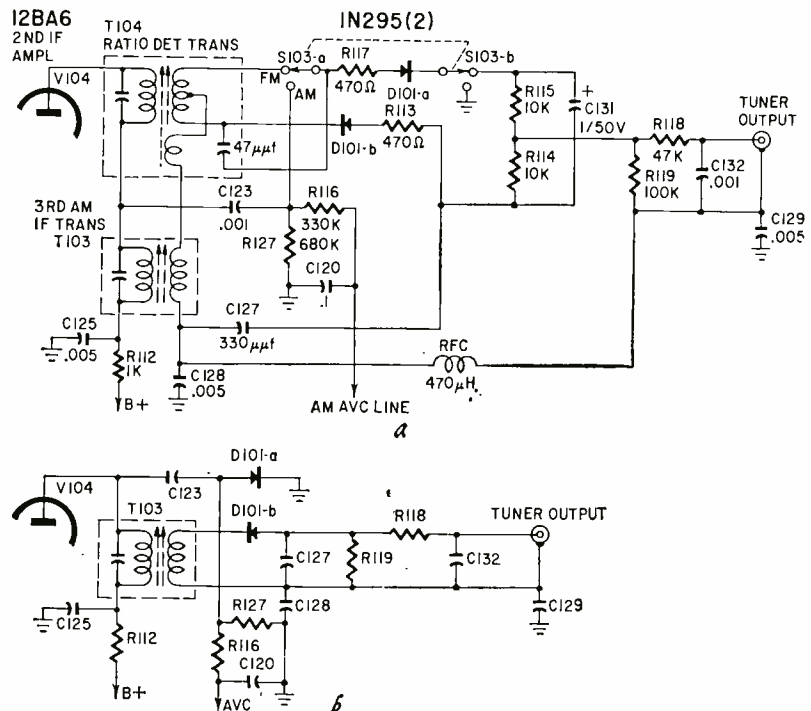 12BA6
2ND IF
AMPL
V104
T104
RATIO DET TRANS
IN295(2)
S103-a
FM
AM
R117
470Ω
D101-a
S103-b
R113
470Ω
D101-b
47μμf
R115
10K
+
C131
1/50V
R114
10K
R118
47K
R119
100K
C132
.001
TUNER
OUTPUT
C129
.005
C123
.001
3RD AM
IF TRANS
T103
R116
330K
R127
680K
C120
.1
C125
.005
R112
1K
B+
C127
330μμf
C128
.005
RFC
470μH
AM AVC LINE
a
V104
C123
D101-a
T103
D101-b
R118
TUNER OUTPUT
C127
R119
C132
C125
R112
R127
C128
R116
C120
C129
B+
AVC
b